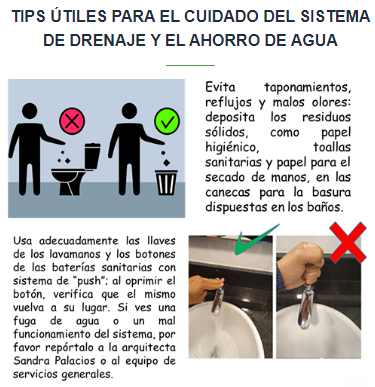 TIPS ÚTILES PARA EL CUIDADO DEL SISTEMA
DE DRENAJE Y EL AHORRO DE AGUA
Evita taponamientos,
reflujos y malos olores:
deposita los residuos
sólidos, como papel
higiénico, toallas
sanitarias y papel para el
secado de manos, en las
canecas para la basura
dispuestas en los baños.
Usa adecuadamente las llaves
de los lavamanos y los botones
de las baterías sanitarias con
sistema de "push"; al oprimir el
botón, verifica que el mismo
vuelva a su lugar. Si ves una
fuga de agua o un mal
funcionamiento del sistema, por
favor repórtalo a la arquitecta
Sandra Palacios o al equipo de
servicios generales.